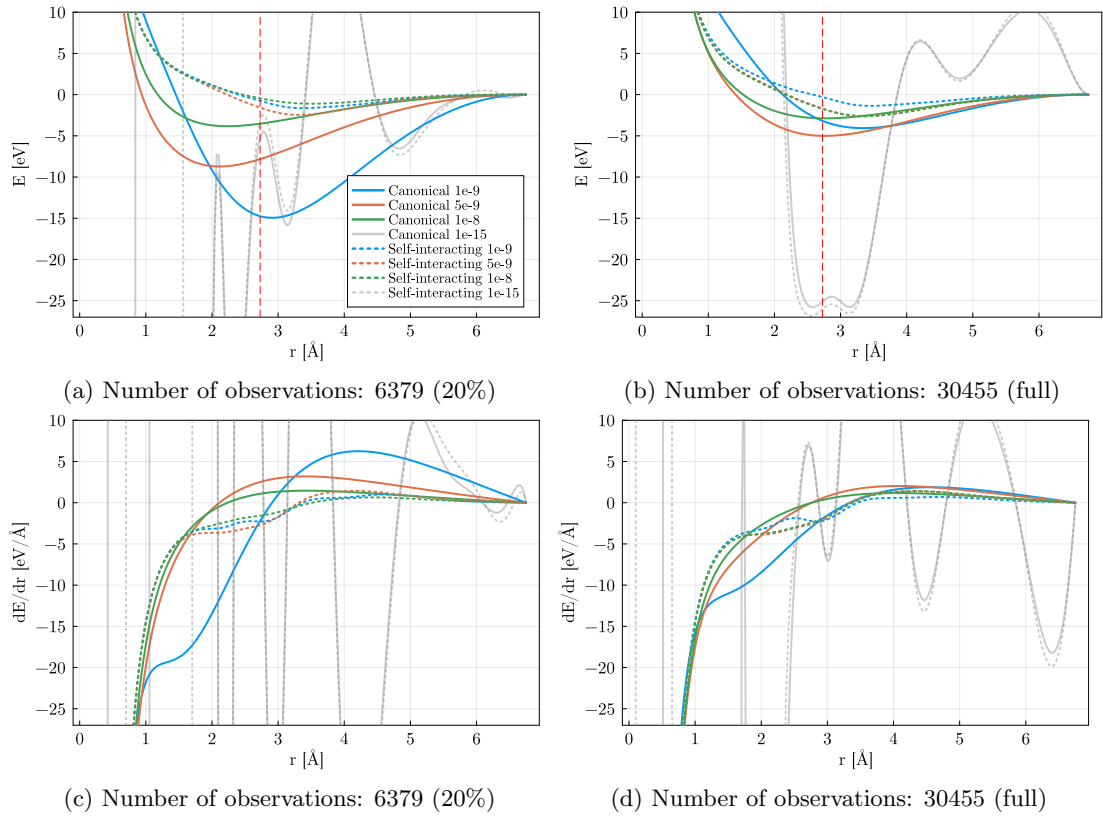 10
5
0
−5
−10
−15
−20
−25
E [eV]
0 1 2 3 4 5 6
r [Å]
Canonical 1e-9
Canonical 5e-9
Canonical 1e-8
Canonical 1e-15
Self-interacting 1e-9
Self-interacting 5e-9
Self-interacting 1e-8
Self-interacting 1e-15
(a) Number of observations: 6379 (20%)
10
5
0
−5
−10
−15
−20
−25
E [eV]
0 1 2 3 4 5 6
r [Å]
(b) Number of observations: 30455 (full)
10
5
0
−5
−10
−15
−20
−25
dE/dr [eV/Å]
0 1 2 3 4 5 6
r [Å]
(c) Number of observations: 6379 (20%)
10
5
0
−5
−10
−15
−20
−25
dE/dr [eV/Å]
0 1 2 3 4 5 6
r [Å]
(d) Number of observations: 30455 (full)